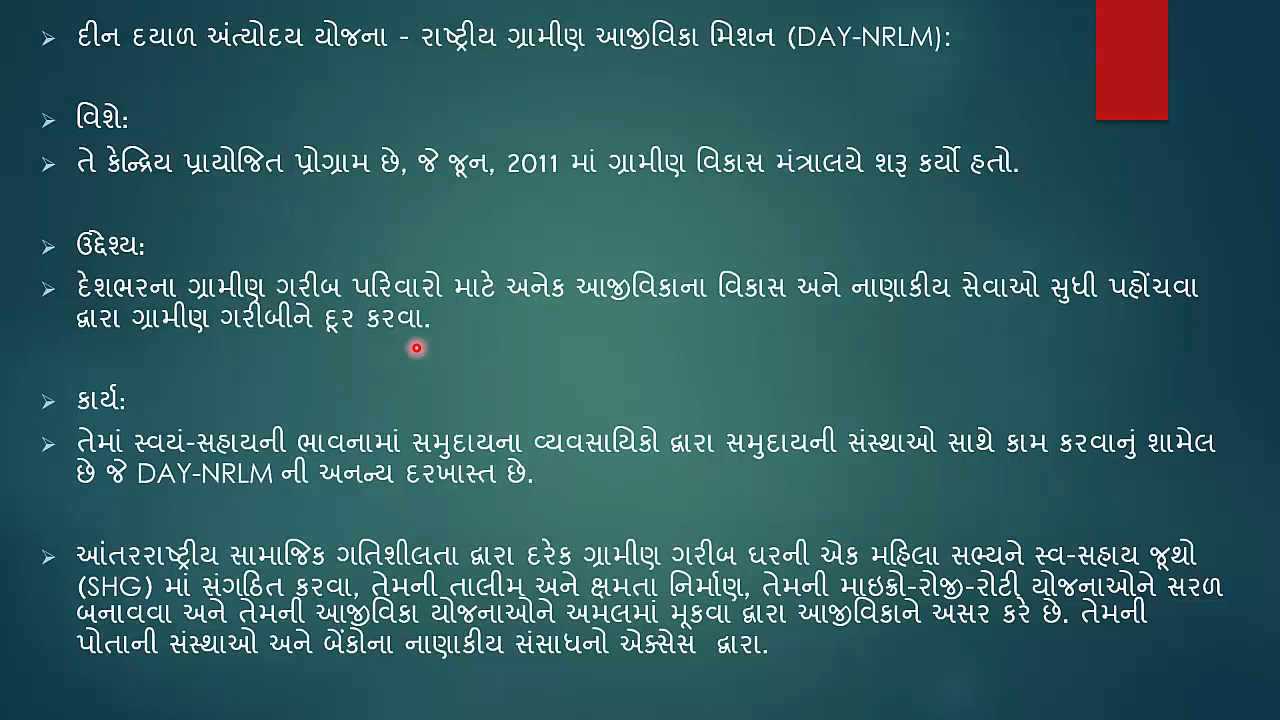 દીન દયાળ અંત્યોદય યોજના - રાષ્ટ્રીય ગ્રામીણ આજીવિકા મિશન (DAY-NRLM):
વિશે:
તે કેન્દ્રિય પ્રાયોજિત પ્રોગ્રામ છે, જે જૂન, 2011 માં ગ્રામીણ વિકાસ મંત્રાલયે શરૂ કર્યો હતો.
ઉદ્દેશ્ય:
દેશભરના ગ્રામીણ ગરીબ પરિવારો માટે અનેક આજીવિકાના વિકાસ અને નાણાકીય સેવાઓ સુધી પહોંચવા
દ્વારા ગ્રામીણ ગરીબીને દૂર કરવા.
કાર્ય:
તેમાં સ્વયં-સહાયની ભાવનામાં સમુદાયના વ્યવસાયિકો દ્વારા સમુદાયની સંસ્થાઓ સાથે કામ કરવાનું શામેલ
છે જે DAY-NRLM ની અનન્ય દરખાસ્ત છે.
આંતરરાષ્ટ્રીય સામાજિક ગતિશીલતા દ્વારા દરેક ગ્રામીણ ગરીબ ઘરની એક મહિલા સભ્યને સ્વ-સહાય જૂથો
(SHG) માં સંગઠિત કરવા, તેમની તાલીમ અને ક્ષમતા નિર્માણ, તેમની માઇક્રો-રોજી-રોટી યોજનાઓને સરળ
બનાવવા અને તેમની આજીવિકા યોજનાઓને અમલમાં મૂકવા દ્વારા આજીવિકાને અસર કરે છે. તેમની
પોતાની સંસ્થાઓ અને બેંકોના નાણાકીય સંસાધનો એક્સેસ દ્વારા.